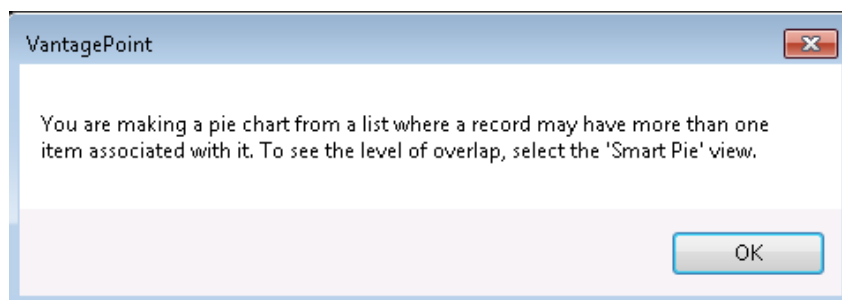 VantagePoint
You are making a pie chart from a list where a record may have more than one
item associated with it. To see the level of overlap, select the 'Smart Pie' view.
OK